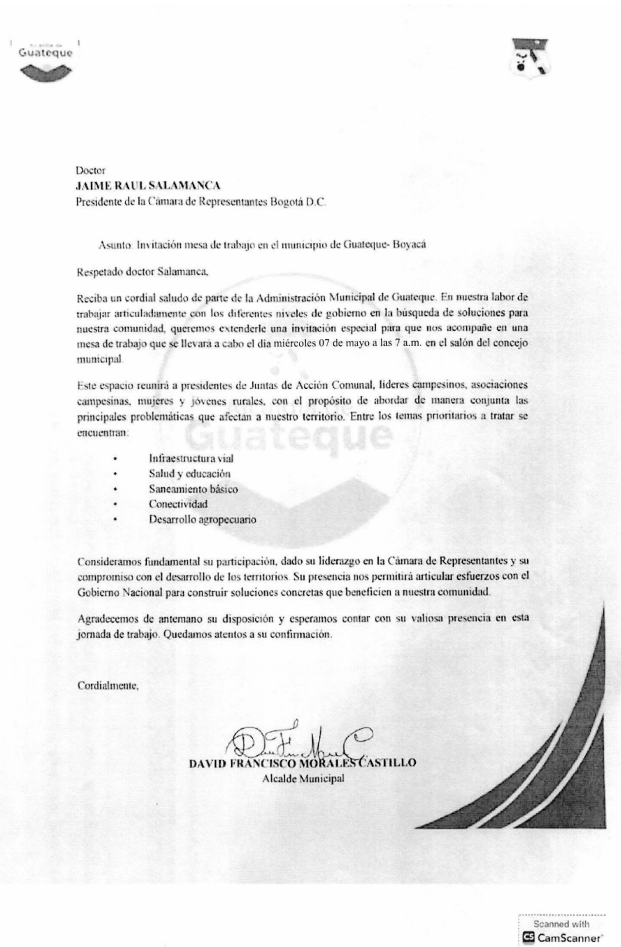 Alcaldía de
Guateque
Doctor
JAIME RAUL SALAMANCA
Presidente de la Cámara de Representantes Bogotá D.C.
Asunto: Invitación mesa de trabajo en el municipio de Guateque- Boyacá
Respetado doctor Salamanca,
Reciba un cordial saludo de parte de la Administración Municipal de Guateque. En nuestra labor de
trabajar articuladamente con los diferentes niveles de gobierno en la búsqueda de soluciones para
nuestra comunidad, queremos extenderle una invitación especial para que nos acompañe en una
mesa de trabajo que se llevará a cabo el día miércoles 07 de mayo a las 7 a.m. en el salón del concejo
municipal.
Este espacio reunirá a presidentes de Juntas de Acción Comunal, líderes campesinos, asociaciones
campesinas, mujeres y jóvenes rurales, con el propósito de abordar de manera conjunta las
principales problemáticas que afectan a nuestro territorio. Entre los temas prioritarios a tratar se
encuentran:
Guateque
• Infraestructura vial
• Salud y educación
• Saneamiento básico
• Conectividad
• Desarrollo agropecuario
Consideramos fundamental su participación, dado su liderazgo en la Cámara de Representantes y su
compromiso con el desarrollo de los territorios. Su presencia nos permitirá articular esfuerzos con el
Gobierno Nacional para construir soluciones concretas que beneficien a nuestra comunidad.
Agradecemos de antemano su disposición y esperamos contar con su valiosa presencia en esta
jornada de trabajo. Quedamos atentos a su confirmación.
Cordialmente,
DAVID FRANCISCO MORALES CASTILLO
Alcalde Municipal
Scanned with
CS CamScanner